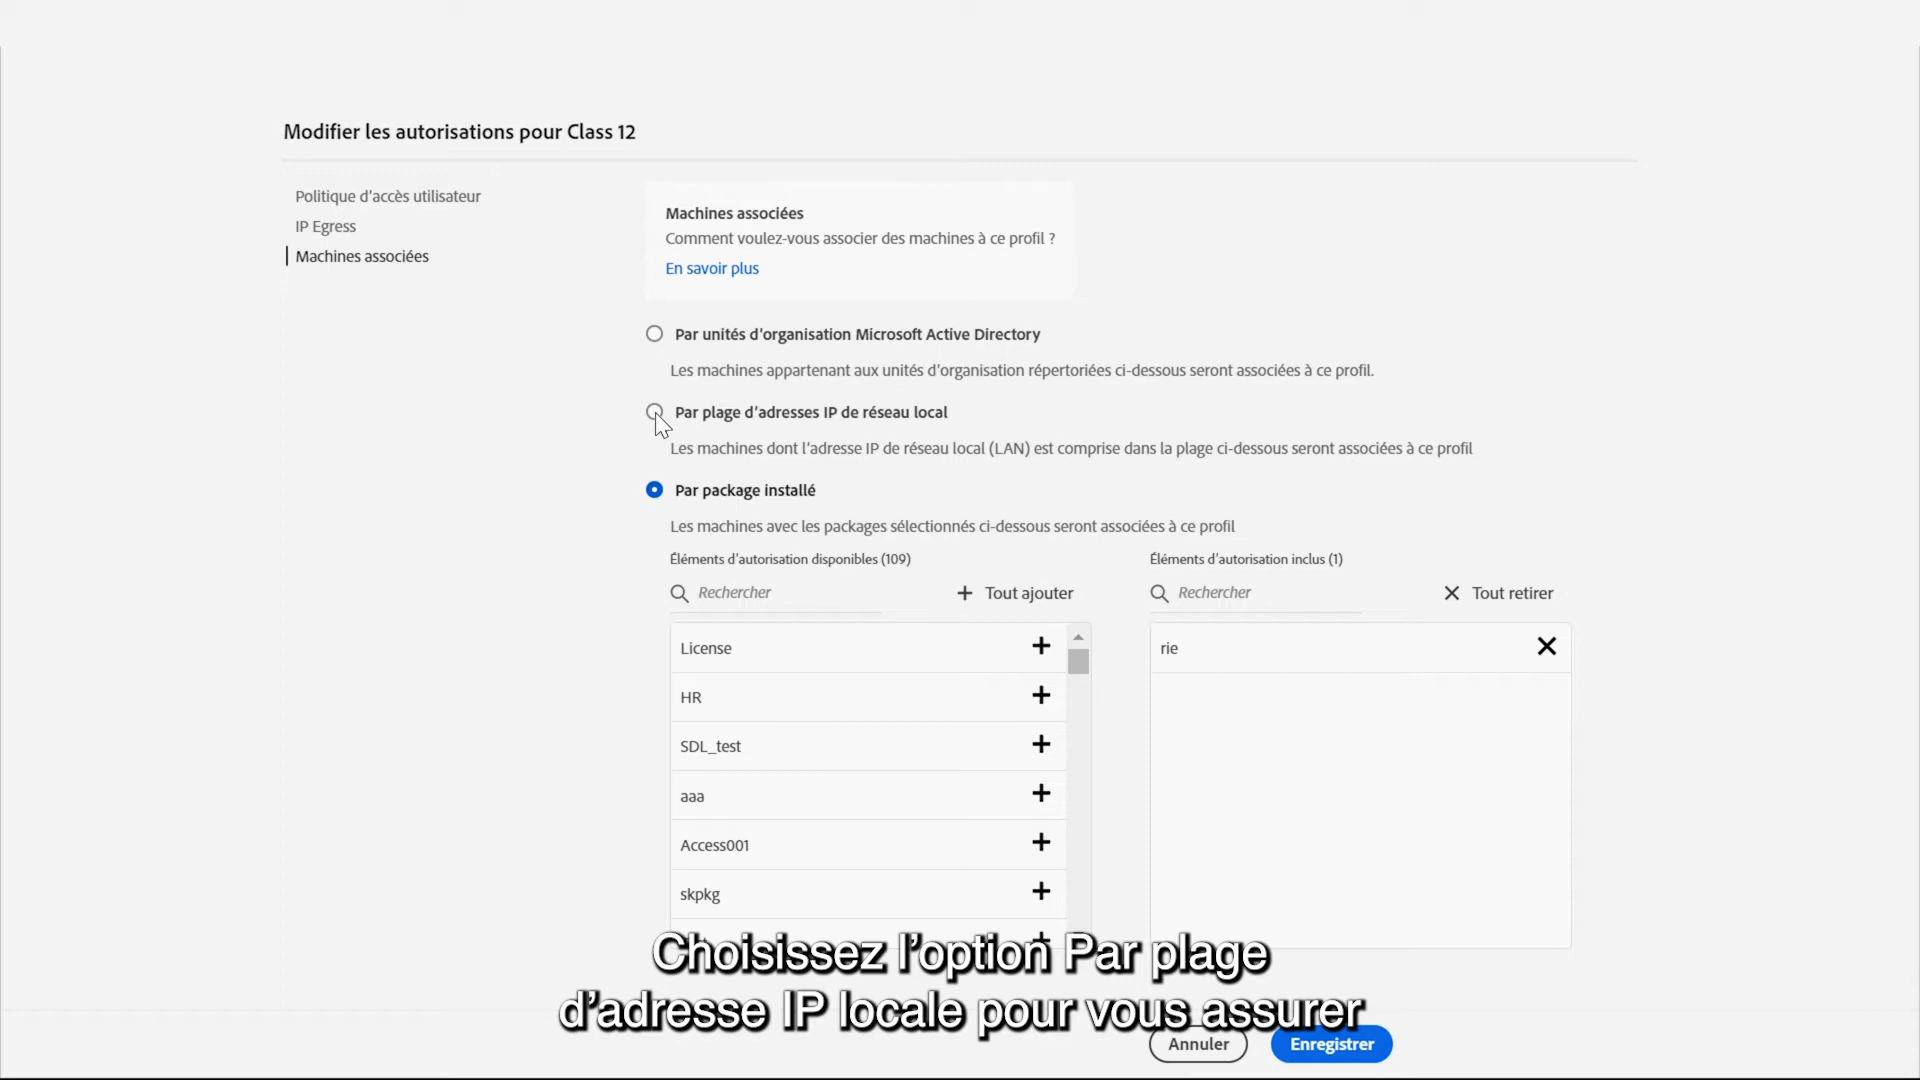 Modifier les autorisations pour Class 12
Politique d'accès utilisateur
IP Egress
Machines associées
Machines associées
Comment voulez-vous associer des machines à ce profil ?
En savoir plus
Par unités d'organisation Microsoft Active Directory
Les machines appartenant aux unités d'organisation répertoriées ci-dessous seront associées à ce profil.
Par plage d'adresses IP de réseau local
Les machines dont l'adresse IP de réseau local (LAN) est comprise dans la plage ci-dessous seront associées à ce profil
Par package installé
Les machines avec les packages sélectionnés ci-dessous seront associées à ce profil
Éléments d'autorisation disponibles (109)
Rechercher
Tout ajouter
License
HR
SDL_test
aaa
Access001
skpkg
Éléments d'autorisation inclus (1)
Rechercher
Tout retirer
rie
Choisissez l'option Par plage
d'adresse IP locale pour vous assurer
Annuler
Enregistrer